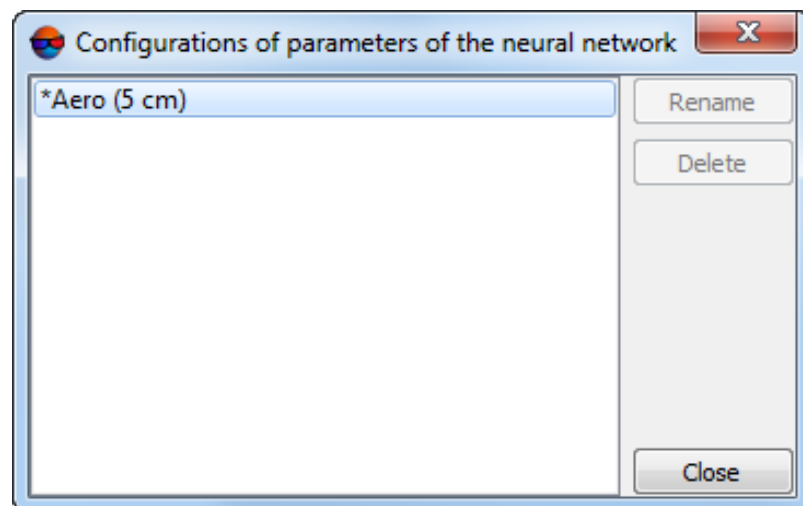 Configurations of parameters of the neural network
*Aero (5 cm)
Rename
Delete
Close